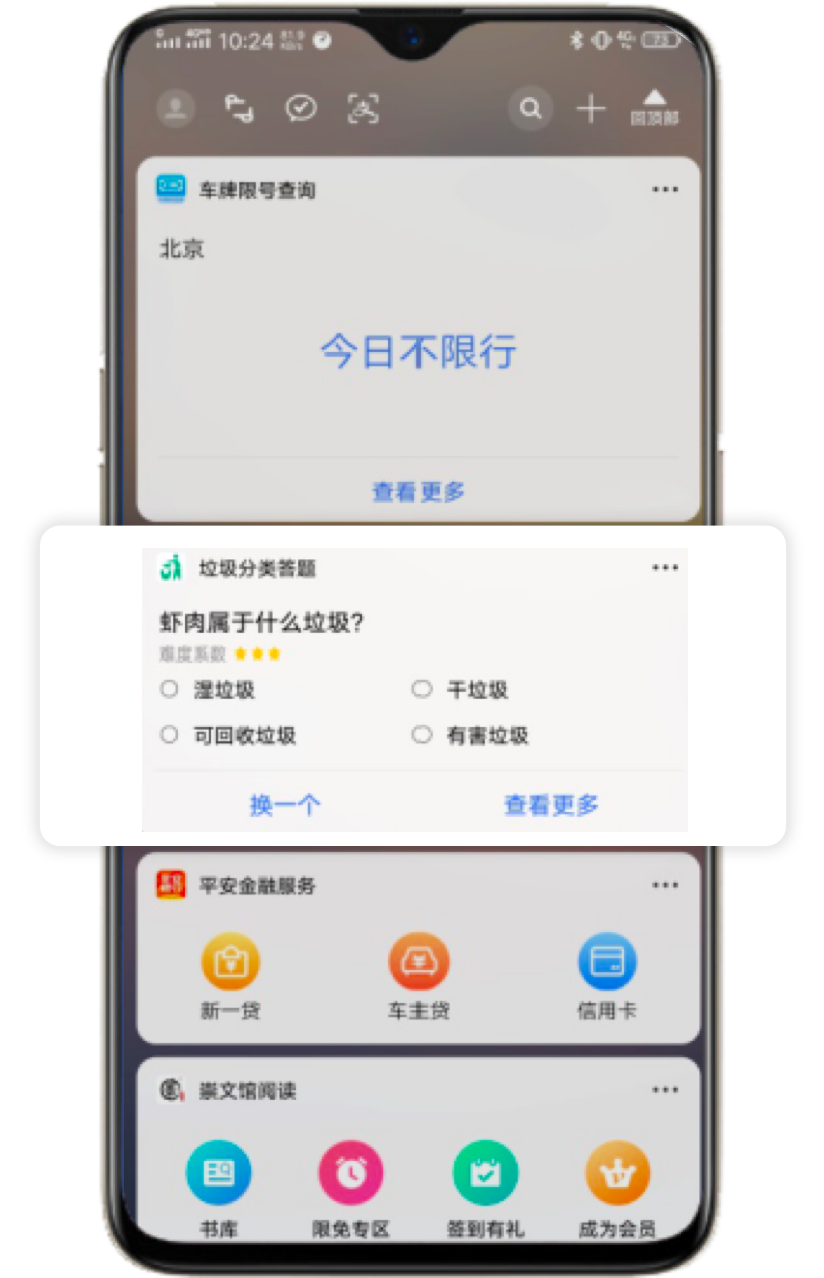 10:24
回顶部
车牌限号查询
北京
今日不限行
查看更多
垃圾分类答题
虾肉属于什么垃圾?
难度系数
湿垃圾 干垃圾
可回收垃圾 有害垃圾
换一个 查看更多
平安金融服务
新一贷 车主贷 信用卡
崇文馆阅读
书库 限免专区 签到有礼 成为会员